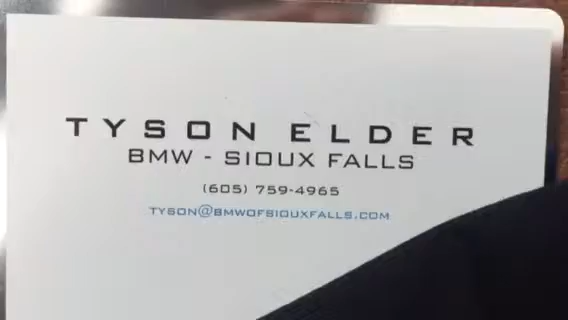 TYSON ELDER
BMW - SIOUX FALLS
(605) 759-4965
TYSON@BMWOFSIOUXFALLS.COM